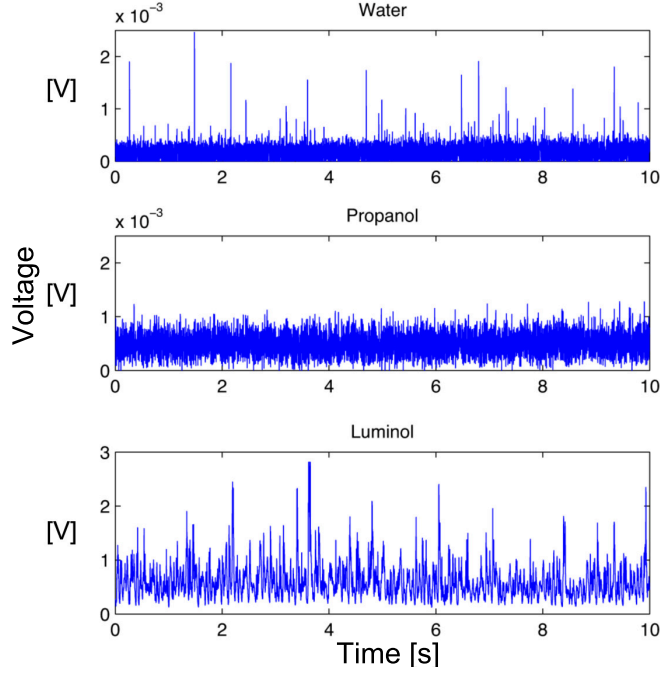 Water
x 10⁻³
2
[V]
1
0
0 2 4 6 8 10
Propanol
x 10⁻³
2
[V]
1
0
0 2 4 6 8 10
Voltage
Luminol
3
2
[V]
1
0
0 2 4 6 8 10
Time [s]